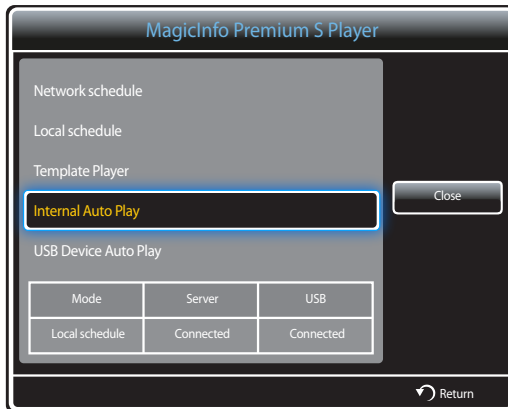 MagicInfo Premium S Player
Network schedule
Local schedule
Template Player
Internal Auto Play
Close
USB Device Auto Play
Mode Server USB
Local schedule Connected Connected
Return